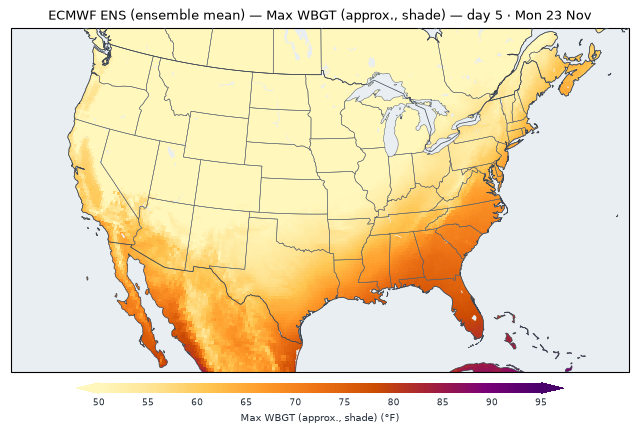 ECMWF ENS (ensemble mean) — Max WBGT (approx., shade) — day 5 · Mon 23 Nov
50 55 60 65 70 75 80 85 90 95
Max WBGT (approx., shade) (°F)